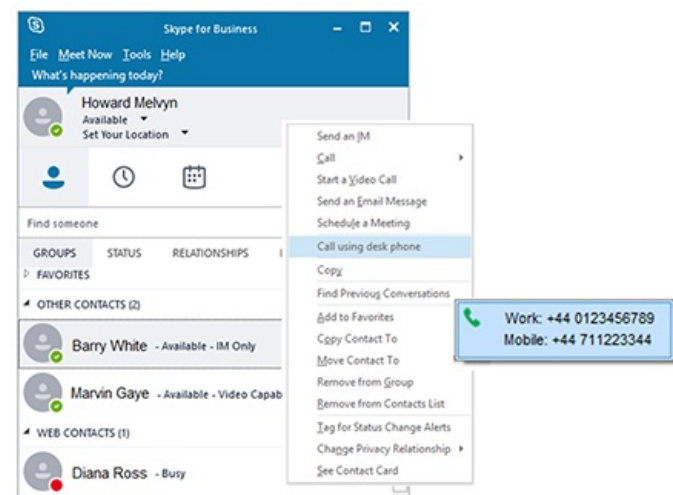 Skype for Business
File Meet Now Tools Help
What's happening today?
Howard Melvyn
Available
Set Your Location
Find someone
GROUPS STATUS RELATIONSHIPS
FAVORITES
OTHER CONTACTS (2)
Barry White - Available - IM Only
Marvin Gaye - Available - Video Capab
WEB CONTACTS (1)
Diana Ross - Busy
Send an IM
Call
Start a Video Call
Send an Email Message
Schedule a Meeting
Call using desk phone
Copy
Find Previous Conversations
Add to Favorites
Copy Contact To
Move Contact To
Remove from Group
Remove from Contacts List
Tag for Status Change Alerts
Change Privacy Relationship
See Contact Card
Work: +44 0123456789
Mobile: +44 711223344